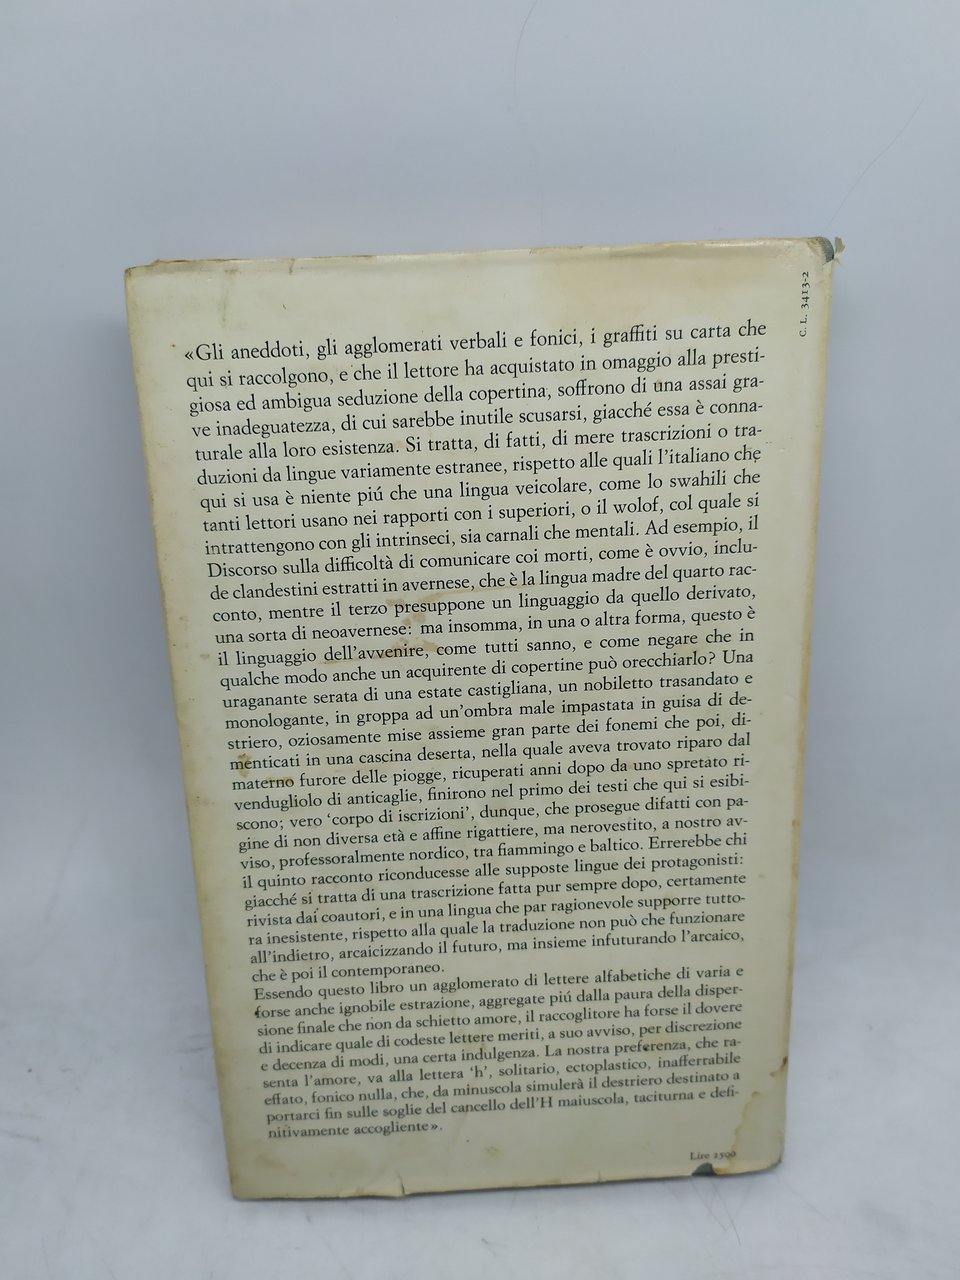 C.L. 3413-2
«Gli aneddoti, gli agglomerati verbali e fonici, i graffiti su carta che
qui si raccolgono, e che il lettore ha acquistato in omaggio alla presti-
giosa ed ambigua seduzione della copertina, soffrono di una assai gra-
ve inadeguatezza, di cui sarebbe inutile scusarsi, giacché essa è conna-
turale alla loro esistenza. Si tratta, di fatti, di mere trascrizioni o tra-
duzioni da lingue variamente estranee, rispetto alle quali l'italiano che
qui si usa è niente piú che una lingua veicolare, come lo swahili che
tanti lettori usano nei rapporti con i superiori, o il wolof, col quale si
intrattengono con gli intrinseci, sia carnali che mentali. Ad esempio, il
Discorso sulla difficoltà di comunicare coi morti, come è ovvio, inclu-
de clandestini estratti in avernese, che è la lingua madre del quarto rac-
conto, mentre il terzo presuppone un linguaggio da quello derivato,
una sorta di neoavernese: ma insomma, in una o altra forma, questo è
il linguaggio dell'avvenire, come tutti sanno, e come negare che in
qualche modo anche un acquirente di copertine può orecchiarlo? Una
uraganante serata di una estate castigliana, un nobiletto trasandato e
monologante, in groppa ad un'ombra male impastata in guisa di de-
striero, oziosamente mise assieme gran parte dei fonemi che poi, di-
menticati in una cascina deserta, nella quale aveva trovato riparo dal
materno furore delle piogge, ricuperati anni dopo da uno spretato ri-
vendugliolo di anticaglie, finirono nel primo dei testi che qui si esibi-
scono; vero 'corpo di iscrizioni', dunque, che prosegue difatti con pa-
gine di non diversa età e affine rigattiere, ma nerovestito, a nostro av-
viso, professoralmente nordico, tra fiammingo e baltico. Errerebbe chi
il quinto racconto riconducesse alle supposte lingue dei protagonisti:
giacché si tratta di una trascrizione fatta pur sempre dopo, certamente
rivista dai coautori, e in una lingua che par ragionevole supporre tutto-
ra inesistente, rispetto alla quale la traduzione non può che funzionare
all'indietro, arcaicizzando il futuro, ma insieme infuturando l'arcaico,
che è poi il contemporaneo.
Essendo questo libro un agglomerato di lettere alfabetiche di varia e
forse anche ignobile estrazione, aggregate piú dalla paura della disper-
sione finale che non da schietto amore, il raccoglitore ha forse il dovere
di indicare quale di codeste lettere meriti, a suo avviso, per discrezione
e decenza di modi, una certa indulgenza. La nostra preferenza, che ra-
senta l'amore, va alla lettera 'h', solitario, ectoplastico, inafferrabile
effato, fonico nulla, che, da minuscola simulerà il destriero destinato a
portarci fin sulle soglie del cancello dell'H maiuscola, taciturna e defi-
nitivamente accogliente».
Lire 2500